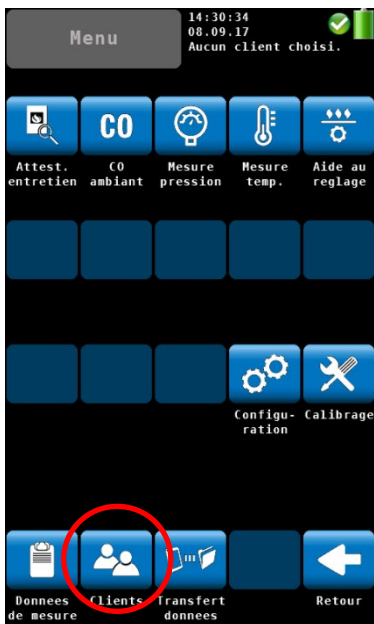 Menu
14:30:34
08.09.17
Aucun client choisi.
CO
Attest.
entretien
CO
ambiant
Mesure
pression
Mesure
temp.
Aide au
reglage
Configu-
ration
Calibrage
Donnees
de mesure
Clients
Transfert
donnees
Retour